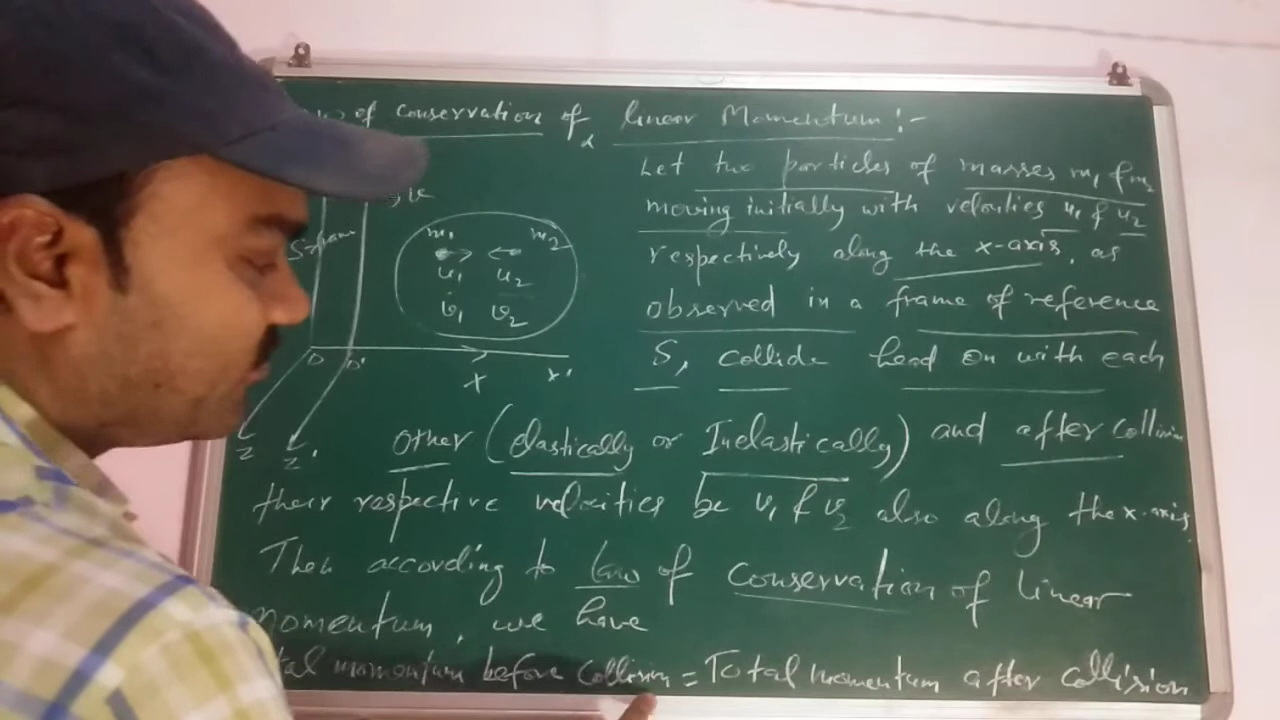 of conservation of linear Momentum :-
Let two particles of masses m1 & m2
moving initially with velocities u1 & u2
respectively along the x-axis, as
observed in a frame of reference
S, collide head on with each
other (elastically or Inelastically) and after collision
their respective velocities be v1 & v2 also along the x-axis.
Then according to law of conservation of linear
momentum, we have
momentum before collision = Total momentum after collision
S-frame
m1 m2
u1 u2
v1 v2
O O'
X X'
Z Z'